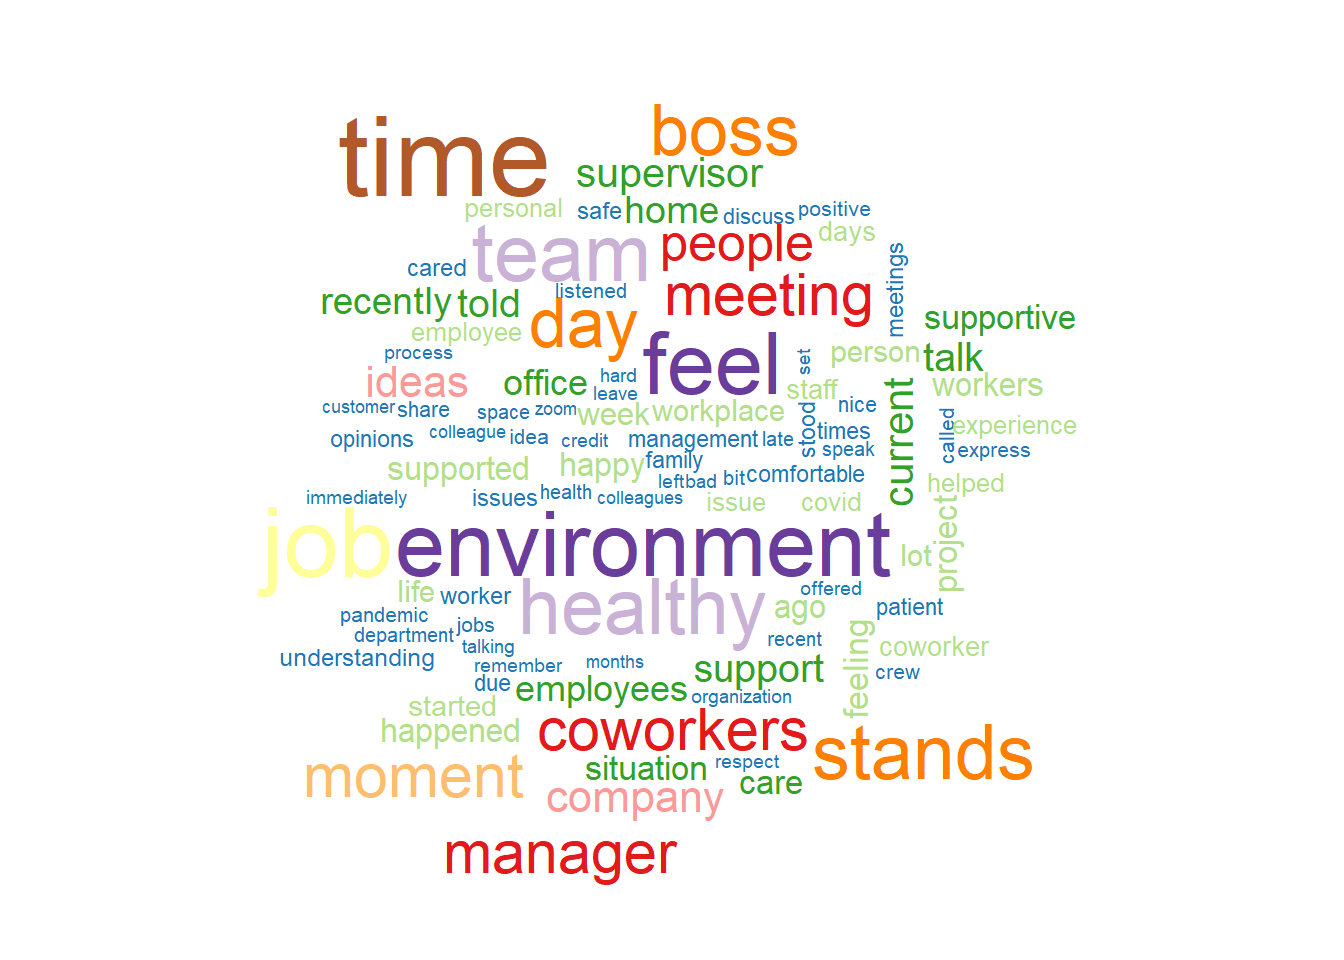 time boss
supervisor
personal safe home discuss positive
team people days
cared meetings
recently told listened meeting supportive
employee day
process feel set person talk
ideas office hard staff workers
leave current
customer share space zoom week workplace stood nice called experience
opinions colleague idea credit management late times express
supported happy family speak
leftbad bit comfortable helped
immediately issues health colleagues issue covid project
job environment lot
life worker healthy ago offered patient
pandemic jobs
department talking recent feeling coworker
understanding remember months support crew
due employees organization
started
happened coworkers stands
moment situation respect care
company
manager